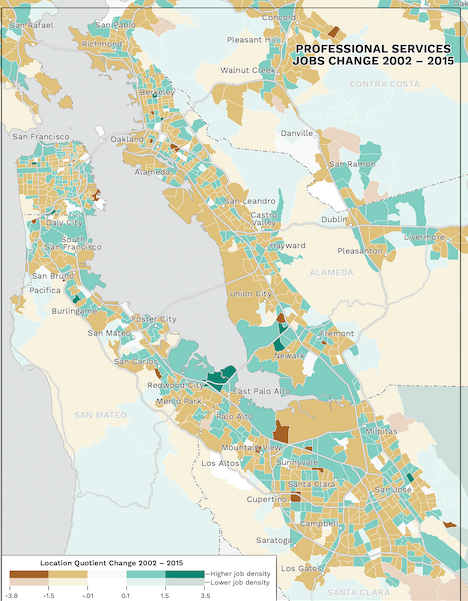 San Rafael
San Pablo
Concord
Oak
Richmond
Pleasant Hill
PROFESSIONAL SERVICES
JOBS CHANGE 2002 – 2015
Walnut Creek
CONTRA COSTA
Berkeley
San Francisco
Oakland
Danville
San Ramon
Alameda
San Leandro
Castro
Valley
Daly City
Dublin
South
San Francisco
Hayward
Livermore
Pleasanton
San Bruno
ALAMEDA
Pacifica
Union City
Burlingame
Foster City
San Mateo
Fremont
Newark
San Carlos
Redwood City
East Palo Alto
Menlo Park
SAN MATEO
Palo Alto
Milpitas
Mountain View
Los Altos
Sunnyvale
Santa Clara
San José
Cupertino
Campbell
Saratoga
Los Gatos
SANTA CLARA
Location Quotient Change 2002 – 2015
Higher job density
Lower job density
-3.8 -1.5 -.01 0.1 1.5 3.5